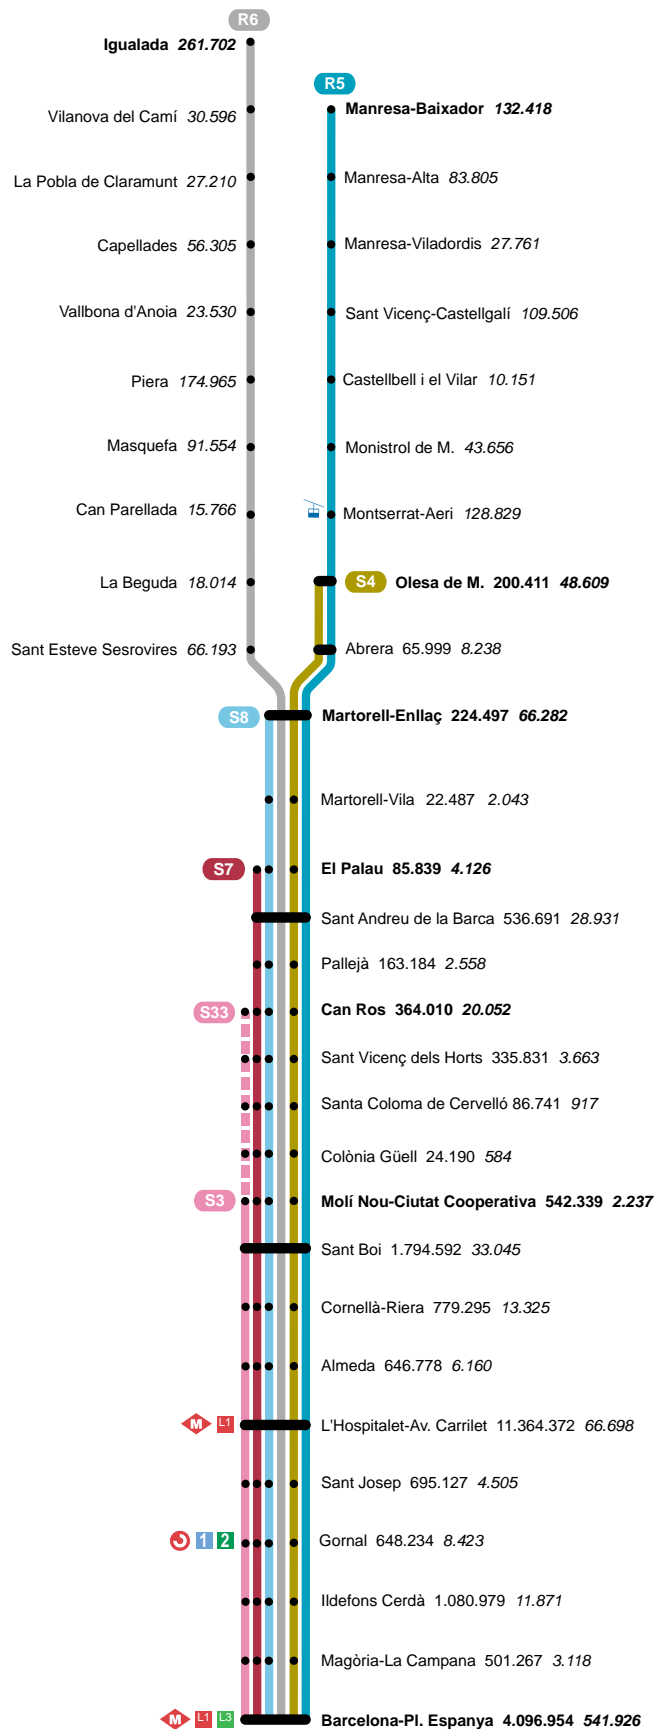 R6
Igualada 261.702
R5
Manresa-Baixador 132.418
Vilanova del Camí 30.596
La Pobla de Claramunt 27.210
Manresa-Alta 83.805
Capellades 56.305
Manresa-Viladordis 27.761
Vallbona d'Anoia 23.530
Sant Vicenç-Castellgalí 109.506
Piera 174.965
Castellbell i el Vilar 10.151
Masquefa 91.554
Monistrol de M. 43.656
Can Parellada 15.766
Montserrat-Aeri 128.829
La Beguda 18.014
S4 Olesa de M. 200.411 48.609
Sant Esteve Sesrovires 66.193
Abrera 65.999 8.238
S8 Martorell-Enllaç 224.497 66.282
Martorell-Vila 22.487 2.043
S7 El Palau 85.839 4.126
Sant Andreu de la Barca 536.691 28.931
Pallejà 163.184 2.558
S33 Can Ros 364.010 20.052
Sant Vicenç dels Horts 335.831 3.663
Santa Coloma de Cervelló 86.741 917
Colònia Güell 24.190 584
S3 Molí Nou-Ciutat Cooperativa 542.339 2.237
Sant Boi 1.794.592 33.045
Cornellà-Riera 779.295 13.325
Almeda 646.778 6.160
M L1 L'Hospitalet-Av. Carrilet 11.364.372 66.698
Sant Josep 695.127 4.505
1 2 Gornal 648.234 8.423
Ildefons Cerdà 1.080.979 11.871
Magòria-La Campana 501.267 3.118
M L1 L3 Barcelona-Pl. Espanya 4.096.954 541.926